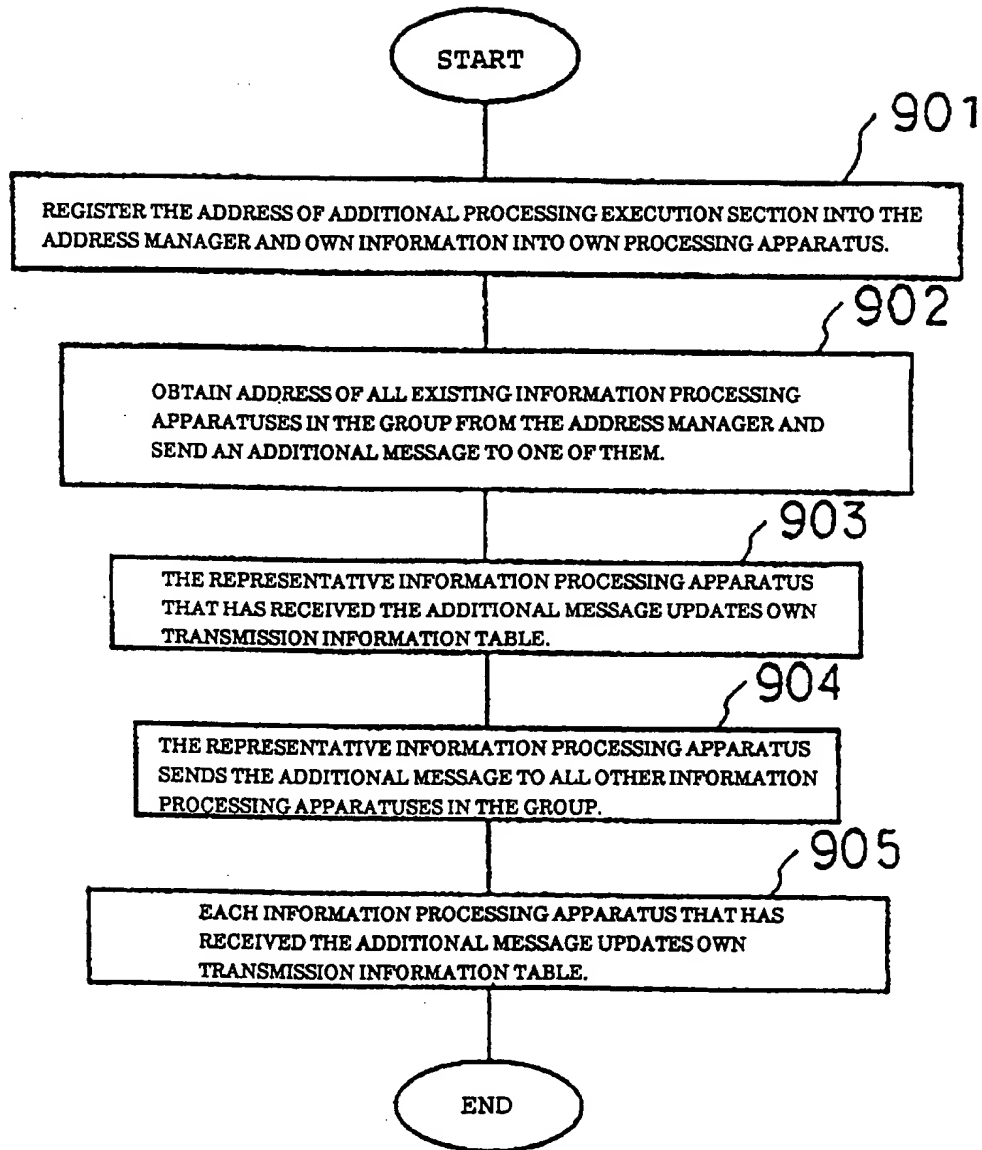 START
901
REGISTER THE ADDRESS OF ADDITIONAL PROCESSING EXECUTION SECTION INTO THE
ADDRESS MANAGER AND OWN INFORMATION INTO OWN PROCESSING APPARATUS.
902
OBTAIN ADDRESS OF ALL EXISTING INFORMATION PROCESSING
APPARATUSES IN THE GROUP FROM THE ADDRESS MANAGER AND
SEND AN ADDITIONAL MESSAGE TO ONE OF THEM.
903
THE REPRESENTATIVE INFORMATION PROCESSING APPARATUS
THAT HAS RECEIVED THE ADDITIONAL MESSAGE UPDATES OWN
TRANSMISSION INFORMATION TABLE.
904
THE REPRESENTATIVE INFORMATION PROCESSING APPARATUS
SENDS THE ADDITIONAL MESSAGE TO ALL OTHER INFORMATION
PROCESSING APPARATUSES IN THE GROUP.
905
EACH INFORMATION PROCESSING APPARATUS THAT HAS
RECEIVED THE ADDITIONAL MESSAGE UPDATES OWN
TRANSMISSION INFORMATION TABLE.
END